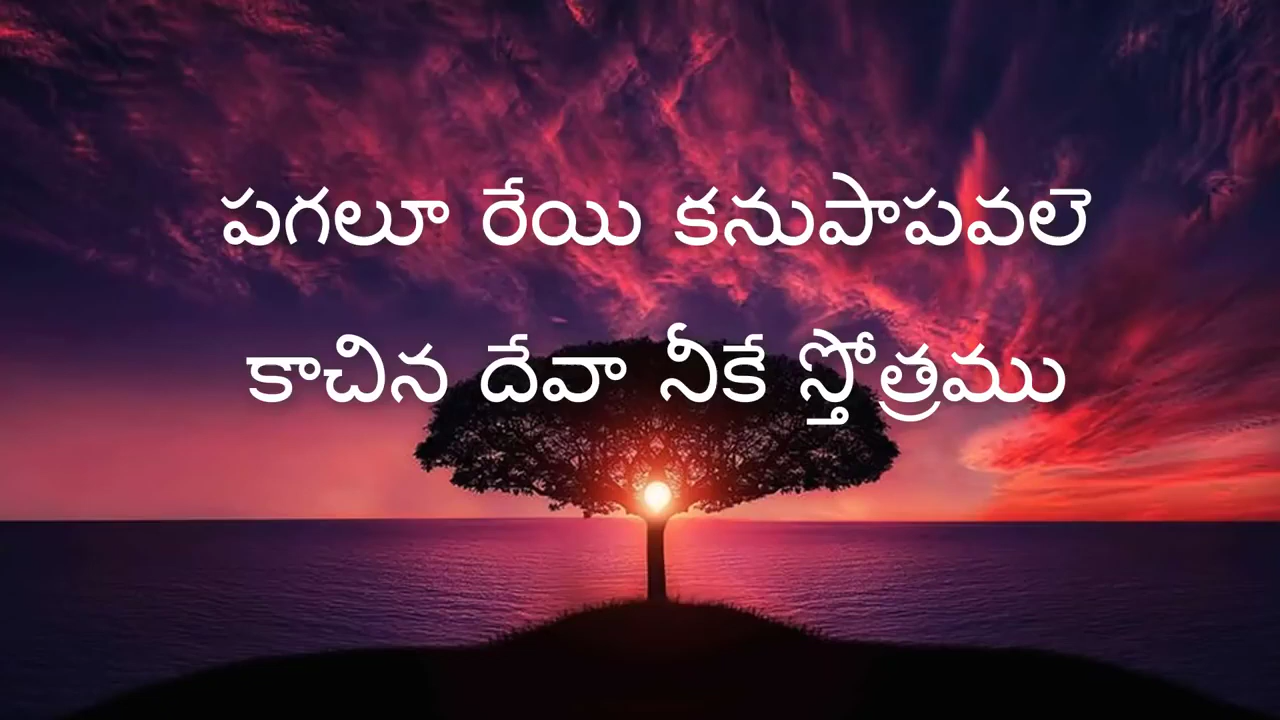 పగలూ రేయి కనుపాపవలె
కాచిన దేవా నీకే స్తోత్రము